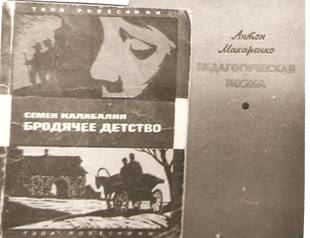 ТВОИ РОВЕСНИКИ
СЕМЕН КАЛАБАЛИН
БРОДЯЧЕЕ ДЕТСТВО
ТВОИ РОВЕСНИКИ
Антон
Макаренко
ПЕДАГОГИЧЕСКАЯ
ПОЭМА